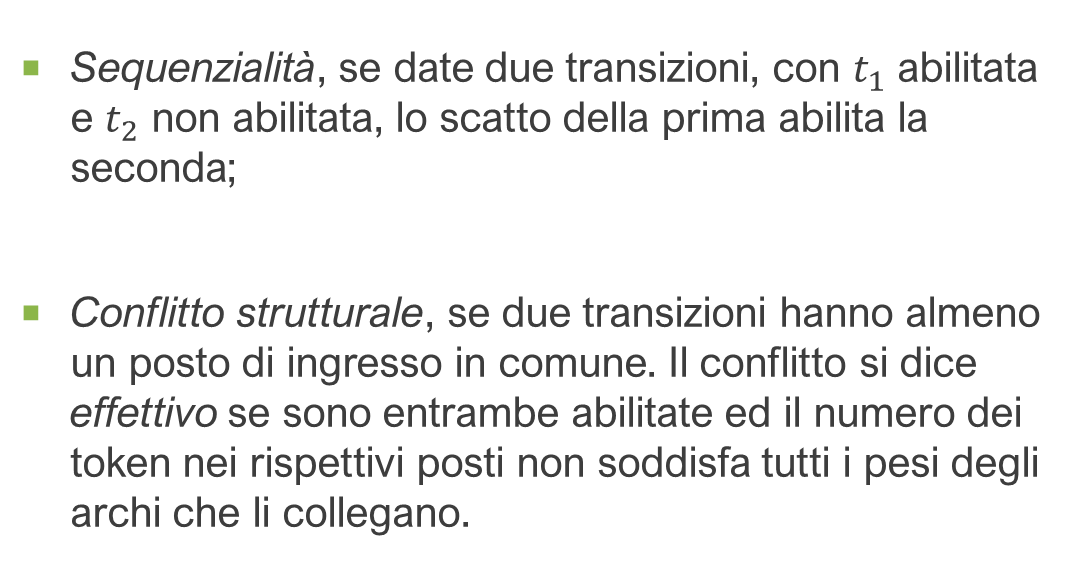 ▪ Sequenzialità, se date due transizioni, con t₁ abilitata
e t₂ non abilitata, lo scatto della prima abilita la
seconda;
▪ Conflitto strutturale, se due transizioni hanno almeno
un posto di ingresso in comune. Il conflitto si dice
effettivo se sono entrambe abilitate ed il numero dei
token nei rispettivi posti non soddisfa tutti i pesi degli
archi che li collegano.